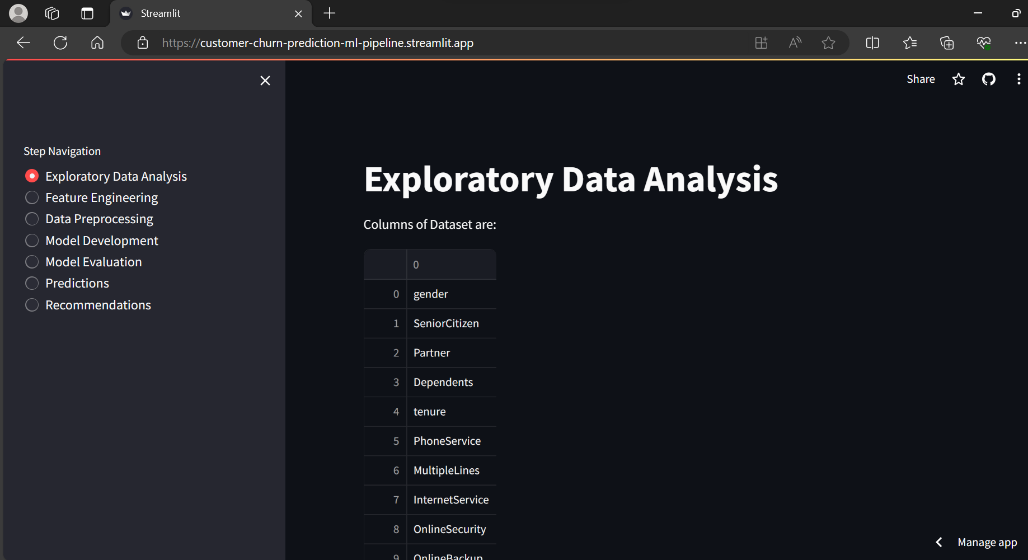 Streamlit
https://customer-churn-prediction-ml-pipeline.streamlit.app
Share
Step Navigation
Exploratory Data Analysis
Feature Engineering
Data Preprocessing
Model Development
Model Evaluation
Predictions
Recommendations
Exploratory Data Analysis
Columns of Dataset are:
0
0 gender
1 SeniorCitizen
2 Partner
3 Dependents
4 tenure
5 PhoneService
6 MultipleLines
7 InternetService
8 OnlineSecurity
9 OnlineBackup
Manage app